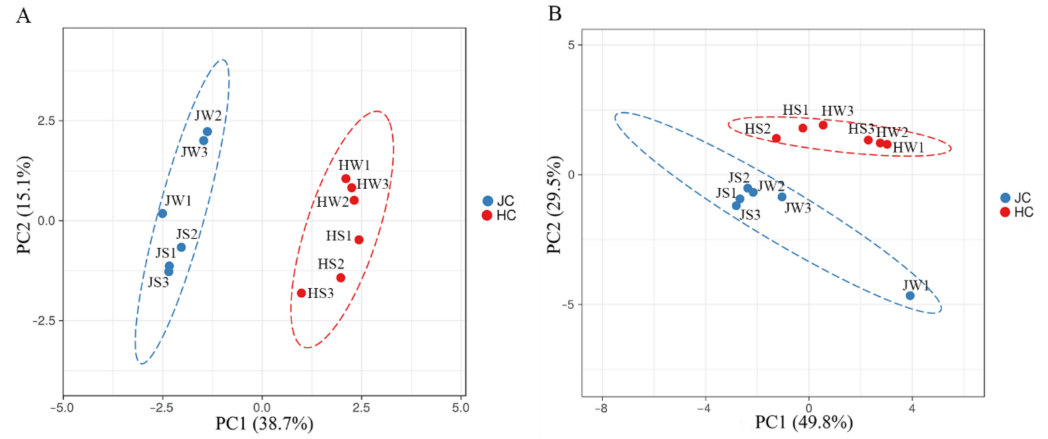 A
JW2
JW3
JW1
JS2
JS1
JS3
HW1
HW3
HW2
HS1
HS2
HS3
2.5
0.0
−2.5
−5.0
−2.5
0.0
2.5
5.0
PC2 (15.1%)
PC1 (38.7%)
JC
HC
B
HS1
HW3
HS2
HS3
HW2
HW1
JS2
JW2
JS1
JS3
JW3
JW1
5
0
−5
−8
−4
0
4
PC2 (29.5%)
PC1 (49.8%)
JC
HC